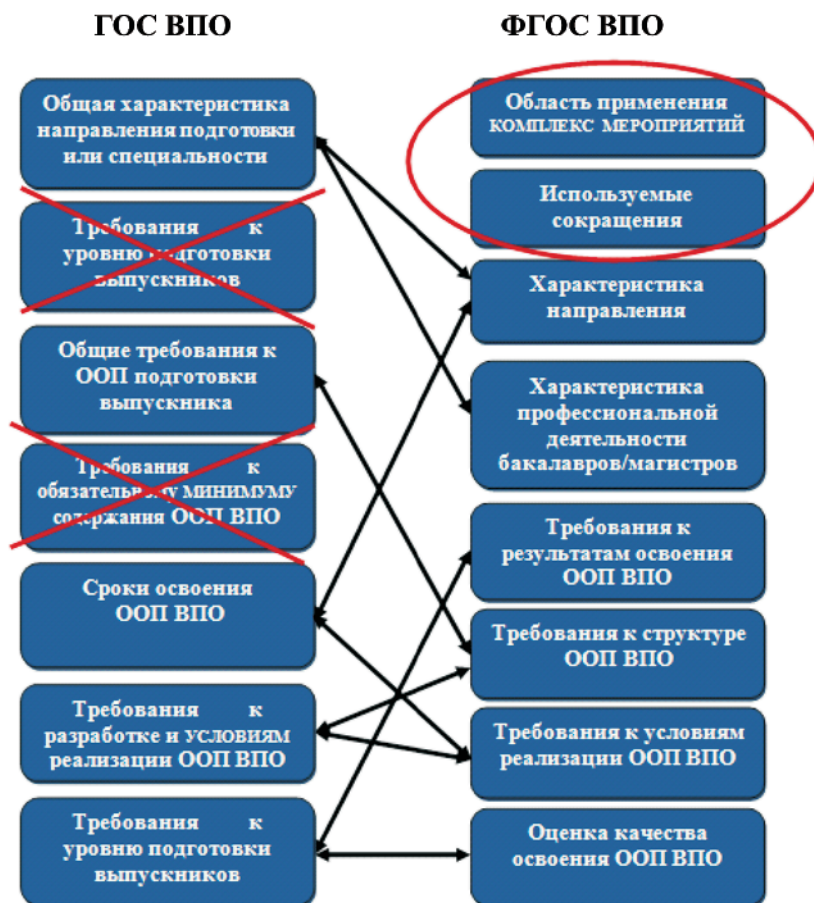 ГОС ВПО
Общая характеристика
направления подготовки
или специальности
Требования к
уровню подготовки
выпускников
Общие требования к
ООП подготовки
выпускника
Требования к
обязательному МИНИМУМУ
содержания ООП ВПО
Сроки освоения
ООП ВПО
Требования к
разработке и УСЛОВИЯМ
реализации ООП ВПО
Требования к
уровню подготовки
выпускников
ФГОС ВПО
Область применения
КОМПЛЕКС МЕРОПРИЯТИЙ
Используемые
сокращения
Характеристика
направления
Характеристика
профессиональной
деятельности
бакалавров/магистров
Требования к
результатам освоения
ООП ВПО
Требования к структуре
ООП ВПО
Требования к условиям
реализации ООП ВПО
Оценка качества
освоения ООП ВПО